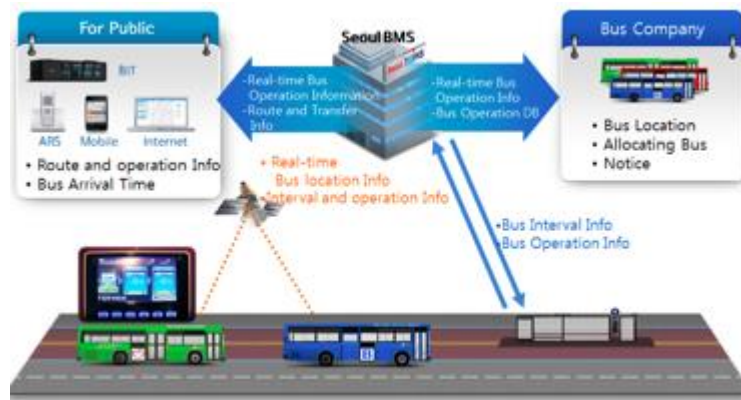 For Public
BIT
ARS Mobile Internet
• Route and operation Info
• Bus Arrival Time
Seoul BMS
-Real-time Bus
Operation Information
-Route and Transfer
Info
-Real-time Bus
Operation Info
-Bus Operation DB
Bus Company
• Bus Location
• Allocating Bus
• Notice
• Real-time
Bus location Info
•Interval and operation Info
•Bus Interval Info
•Bus Operation Info